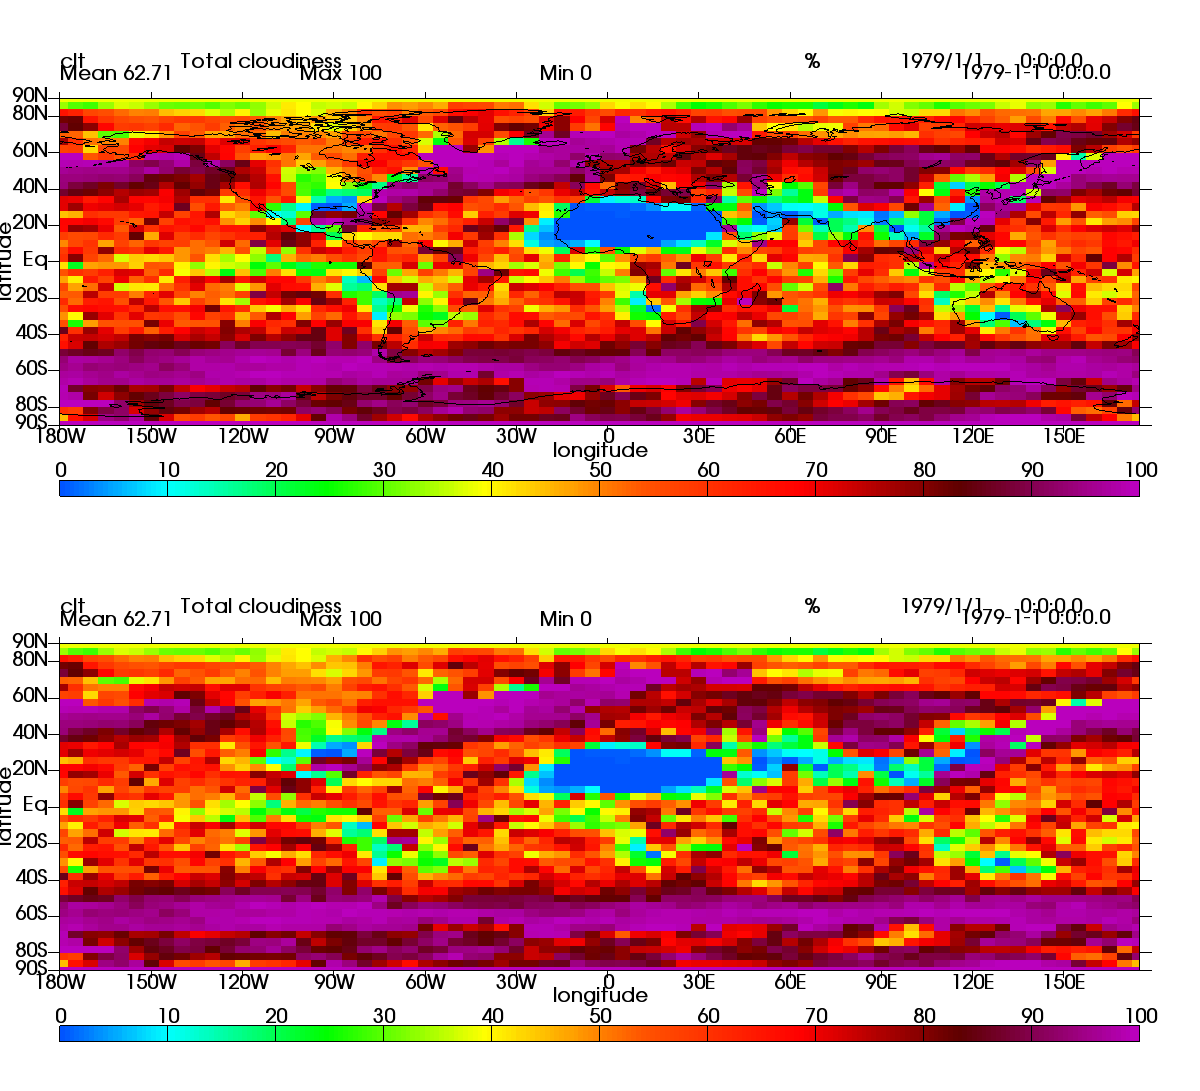 clt Total cloudiness % 1979/1/1 0:0:0.0
Mean 62.71 Max 100 Min 0 1979-1-1 0:0:0.0
90N
80N
60N
40N
20N
Eq
20S
40S
60S
80S
90S
latitude
180W 150W 120W 90W 60W 30W 0 30E 60E 90E 120E 150E
longitude
0 10 20 30 40 50 60 70 80 90 100
clt Total cloudiness % 1979/1/1 0:0:0.0
Mean 62.71 Max 100 Min 0 1979-1-1 0:0:0.0
90N
80N
60N
40N
20N
Eq
20S
40S
60S
80S
90S
latitude
180W 150W 120W 90W 60W 30W 0 30E 60E 90E 120E 150E
longitude
0 10 20 30 40 50 60 70 80 90 100